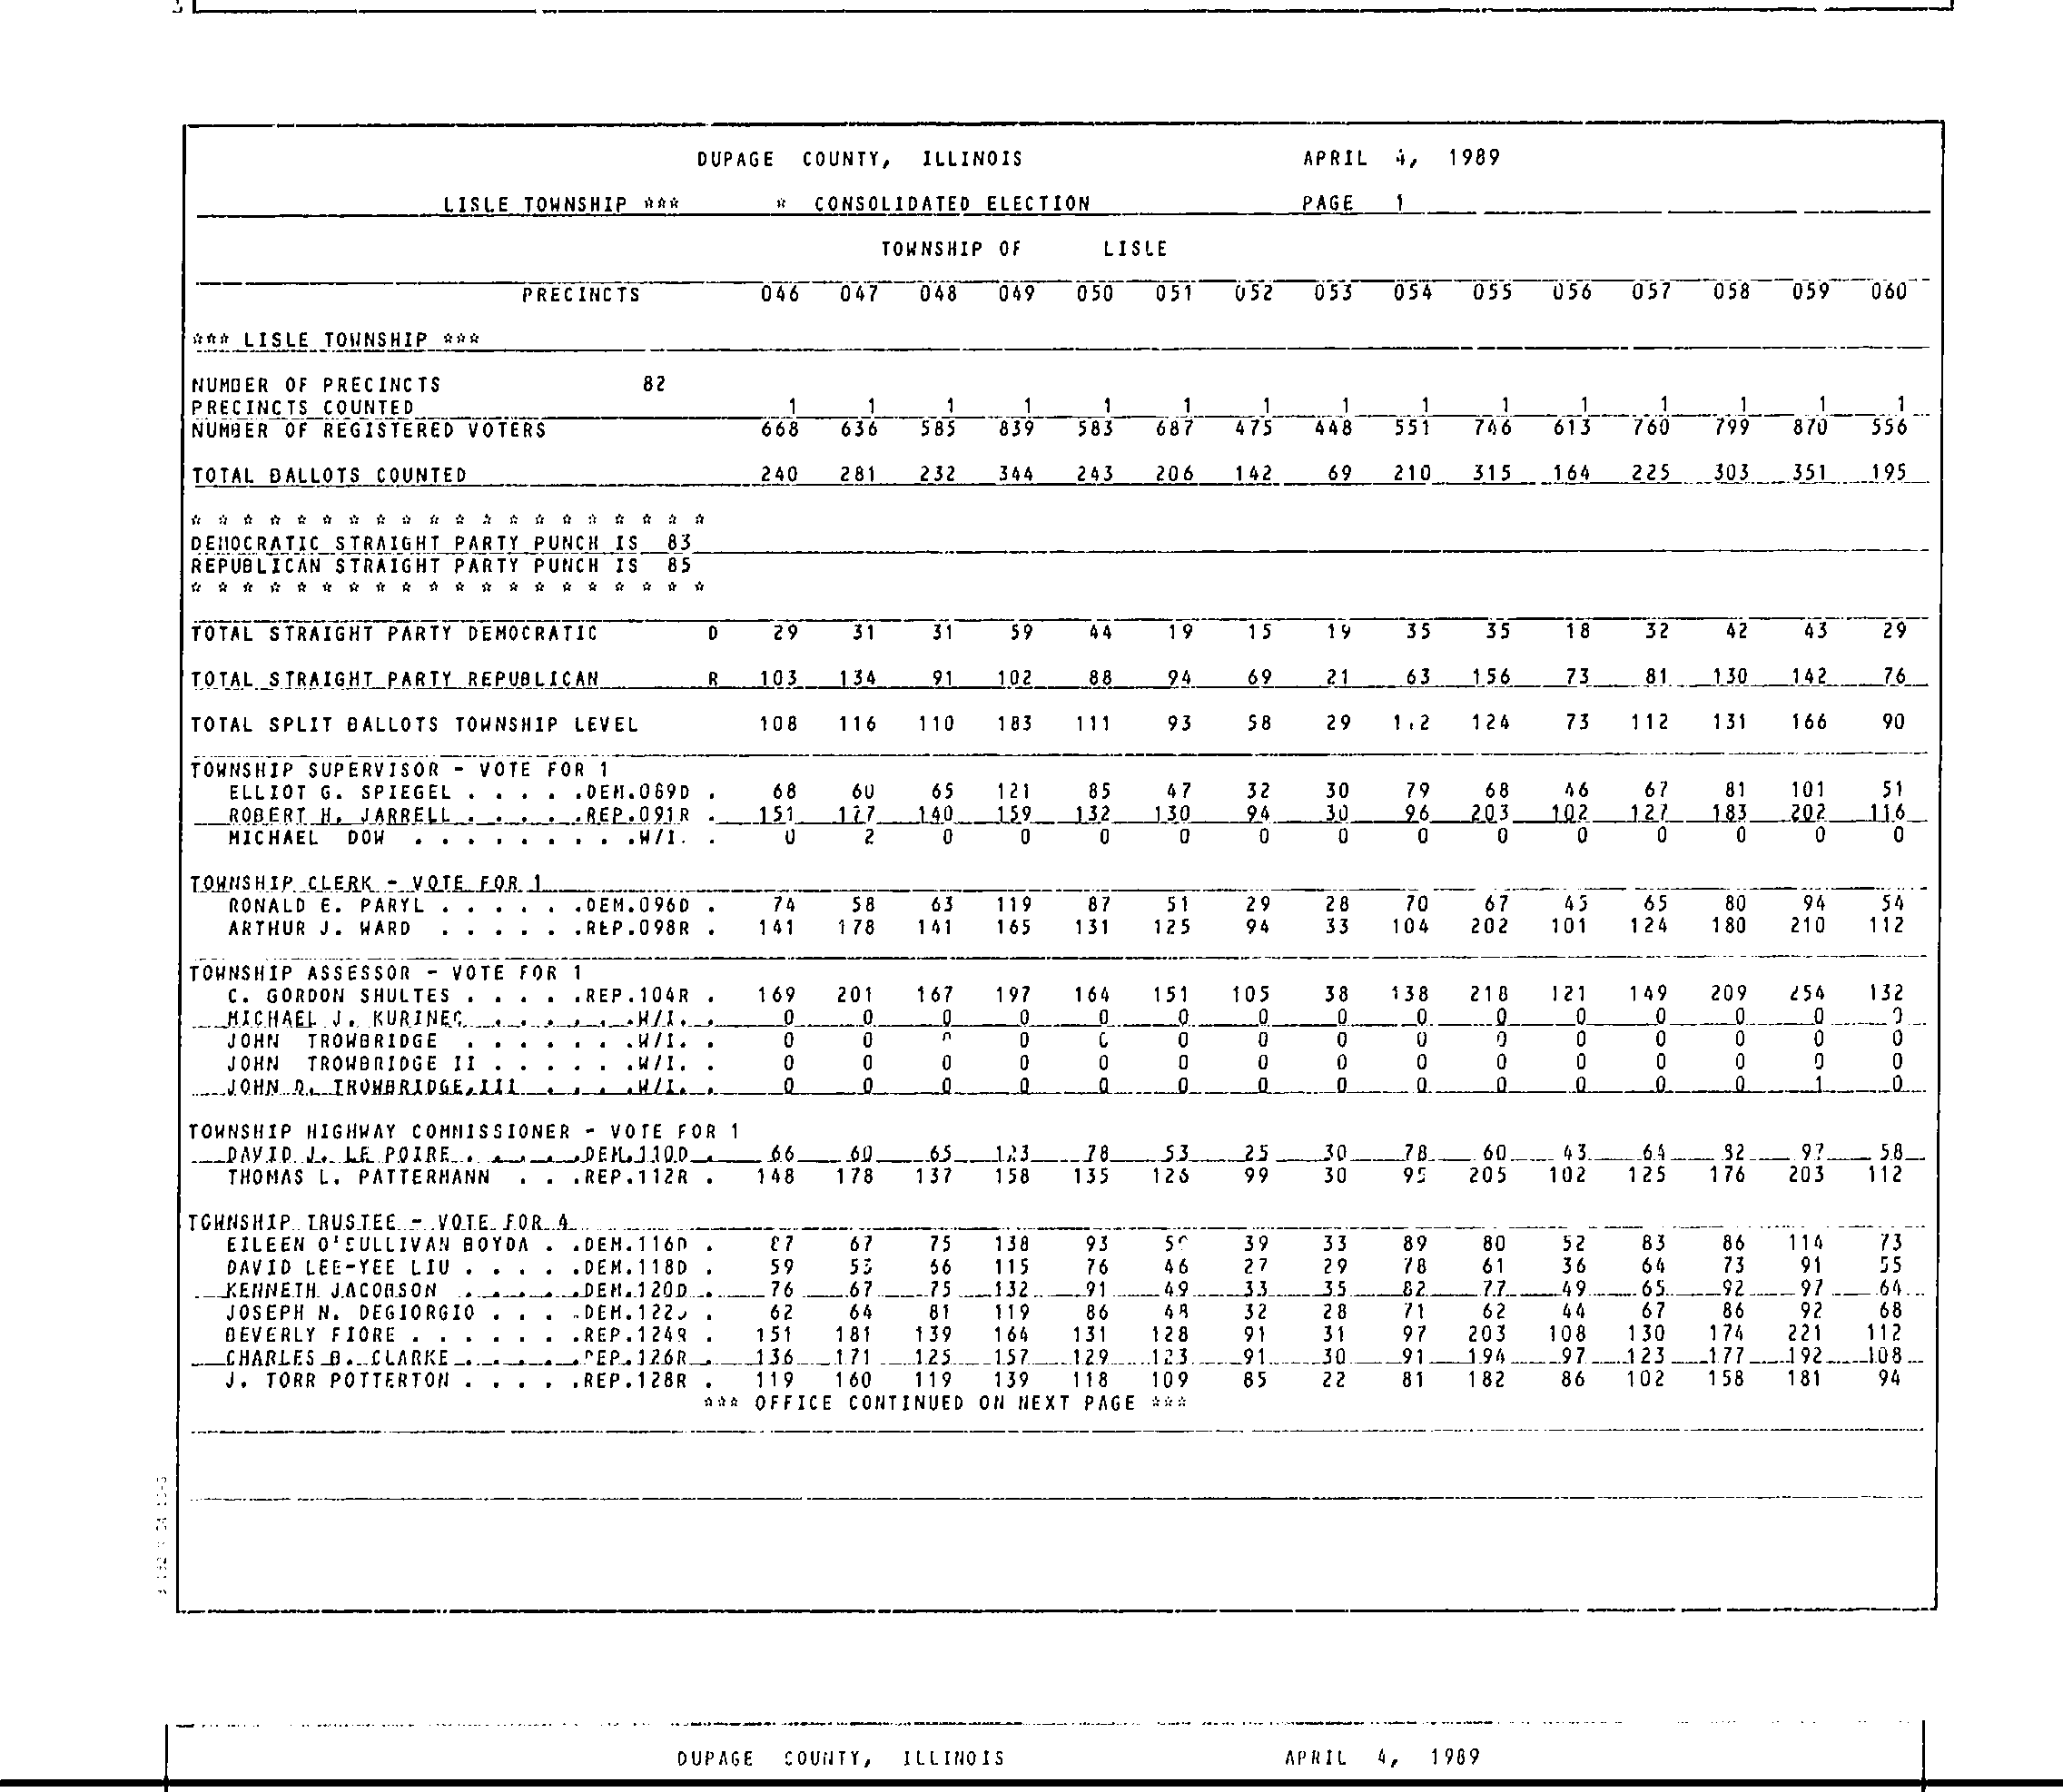 DUPAGE COUNTY, ILLINOIS APRIL 4, 1989
LISLE TOWNSHIP *** * CONSOLIDATED ELECTION PAGE 1
TOWNSHIP OF LISLE
PRECINCTS 046 047 048 049 050 051 052 053 054 055 056 057 058 059 060
*** LISLE TOWNSHIP ***
NUMBER OF PRECINCTS 82
PRECINCTS COUNTED 1 1 1 1 1 1 1 1 1 1 1 1 1 1 1
NUMBER OF REGISTERED VOTERS 668 636 585 839 583 687 475 448 551 746 613 760 799 870 556
TOTAL BALLOTS COUNTED 240 281 232 344 243 206 142 69 210 315 164 225 303 351 195
* * * * * * * * * * * * * * * * * * * *
DEMOCRATIC STRAIGHT PARTY PUNCH IS 83
REPUBLICAN STRAIGHT PARTY PUNCH IS 85
* * * * * * * * * * * * * * * * * * * *
TOTAL STRAIGHT PARTY DEMOCRATIC D 29 31 31 59 44 19 15 19 35 35 18 32 42 43 29
TOTAL STRAIGHT PARTY REPUBLICAN R 103 134 91 102 88 94 69 21 63 156 73 81 130 142 76
TOTAL SPLIT BALLOTS TOWNSHIP LEVEL 108 116 110 183 111 93 58 29 112 124 73 112 131 166 90
TOWNSHIP SUPERVISOR - VOTE FOR 1
ELLIOT G. SPIEGEL . . . . .DEM.089D . 68 60 65 121 85 47 32 30 79 68 46 67 81 101 51
ROBERT H. JARRELL . . . . .REP.091R . 151 177 140 159 132 130 94 30 96 203 102 127 183 202 116
MICHAEL DOW . . . . . . . . .W/I. . 0 2 0 0 0 0 0 0 0 0 0 0 0 0 0
TOWNSHIP CLERK - VOTE FOR 1
RONALD E. PARYL . . . . . .DEM.096D . 74 58 63 119 87 51 29 28 70 67 45 65 80 94 54
ARTHUR J. WARD . . . . . .REP.098R . 141 178 141 165 131 125 94 33 104 202 101 124 180 210 112
TOWNSHIP ASSESSOR - VOTE FOR 1
C. GORDON SHULTES . . . . .REP.104R . 169 201 167 197 164 151 105 38 138 218 121 149 209 254 132
MICHAEL J. KURINEC . . . . . . .W/I. . 0 0 0 0 0 0 0 0 0 0 0 0 0 0 0
JOHN TROWBRIDGE . . . . . . .W/I. . 0 0 0 0 0 0 0 0 0 0 0 0 0 0 0
JOHN TROWBRIDGE II . . . . . .W/I. . 0 0 0 0 0 0 0 0 0 0 0 0 0 0 0
JOHN D. TROWBRIDGE,III . . . .W/I. . 0 0 0 0 0 0 0 0 0 0 0 0 0 1 0
TOWNSHIP HIGHWAY COMMISSIONER - VOTE FOR 1
DAVID J. LE POIRE . . . . .DEM.110D . 66 60 65 123 78 53 25 30 78 60 43 64 92 97 58
THOMAS L. PATTERMANN . . .REP.112R . 148 178 137 158 135 126 99 30 95 205 102 125 176 203 112
TOWNSHIP TRUSTEE - VOTE FOR 4
EILEEN O'SULLIVAN BOYDA . .DEM.116D . 67 75 138 93 39 33 89 80 52 83 86 114 73
DAVID LEE-YEE LIU . . . . .DEM.118D . 59 66 115 76 46 27 29 78 61 36 64 73 91 55
KENNETH JACOBSON . . . . .DEM.120D . 76 67 75 132 91 49 33 35 82 77 49 65 92 97 64
JOSEPH N. DEGIORGIO . . . .DEM.122D . 62 64 81 119 86 48 32 28 71 62 44 67 86 92 68
BEVERLY FIORE . . . . . . .REP.124R . 151 181 139 164 131 128 91 31 97 203 108 130 174 221 112
CHARLES B. CLARKE . . . . .REP.126R . 136 171 125 157 129 123 91 30 91 194 97 123 177 192 108
J. TORR POTTERTON . . . . .REP.128R . 119 160 119 139 118 109 85 22 81 182 86 102 158 181 94
*** OFFICE CONTINUED ON NEXT PAGE ***
DUPAGE COUNTY, ILLINOIS APRIL 4, 1989